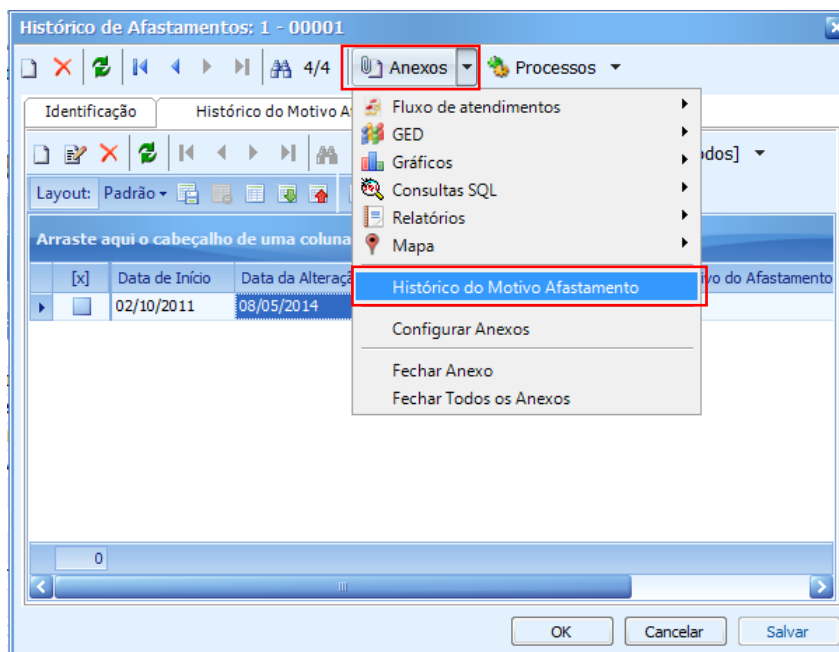 Histórico de Afastamentos: 1 - 00001
4/4 Anexos Processos
Identificação Histórico do Motivo
Fluxo de atendimentos
GED
Gráficos
Consultas SQL
Relatórios
Mapa
Histórico do Motivo Afastamento
Configurar Anexos
Fechar Anexo
Fechar Todos os Anexos
Layout: Padrão
Arraste aqui o cabeçalho de uma coluna
[x] Data de Início Data da do Afastamento
02/10/2011 08/05/2014
0
OK Cancelar Salvar